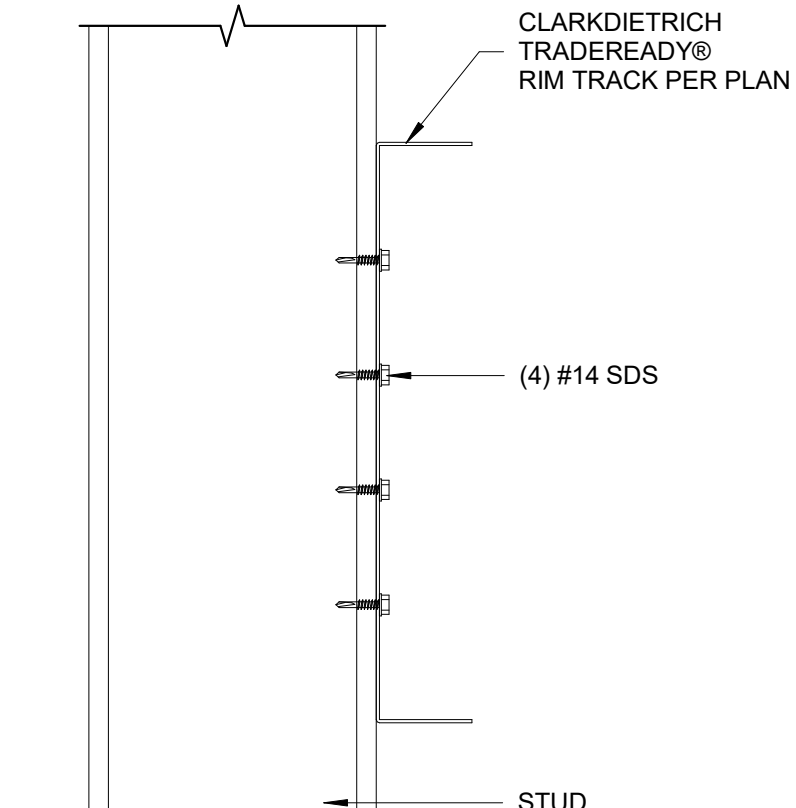 CLARKDIETRICH
TRADEREADY®
RIM TRACK PER PLAN
(4) #14 SDS
STUD